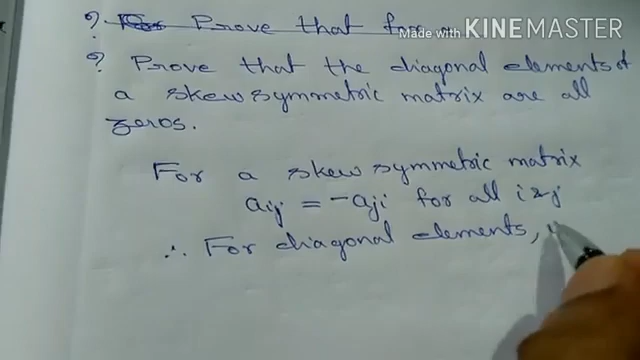 ?. Prove that for
Made with KINEMASTER
? Prove that the diagonal elements of
a skew symmetric matrix are all
zeros.
For a skew symmetric matrix
aij = -aji for all i & j
∴ For diagonal elements,